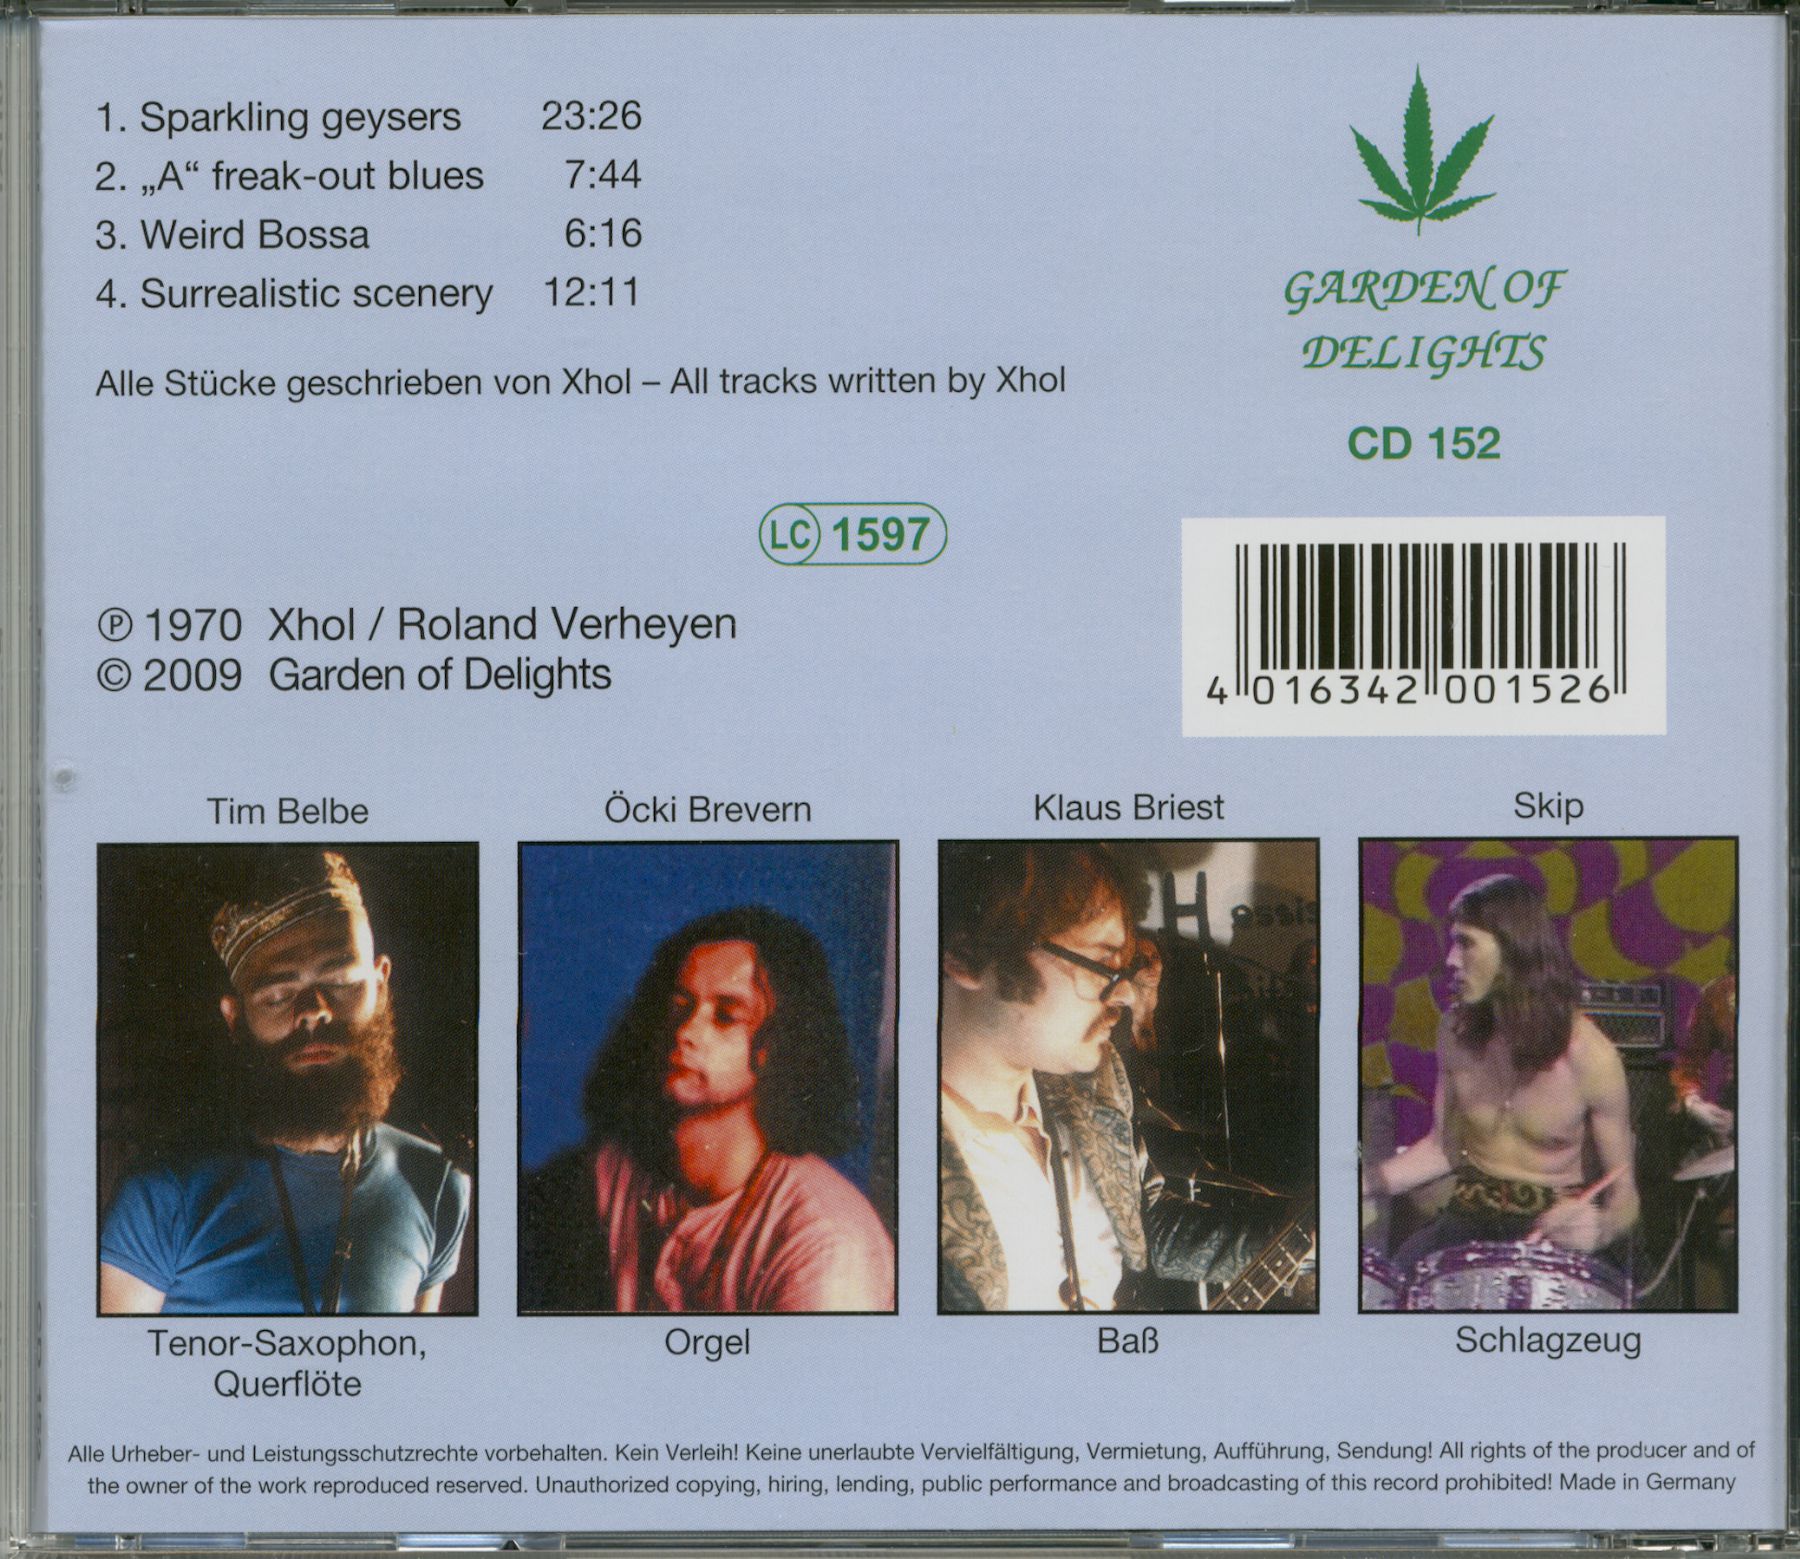 1. Sparkling geysers 23:26
2. „A“ freak-out blues 7:44
3. Weird Bossa 6:16
4. Surrealistic scenery 12:11
Alle Stücke geschrieben von Xhol – All tracks written by Xhol
GARDEN OF
DELIGHTS
CD 152
LC 1597
℗ 1970 Xhol / Roland Verheyen
© 2009 Garden of Delights
4 016342 001526
Tim Belbe
Öcki Brevern
Klaus Briest
Skip
Tenor-Saxophon,
Querflöte
Orgel
Baß
Schlagzeug
Alle Urheber- und Leistungsschutzrechte vorbehalten. Kein Verleih! Keine unerlaubte Vervielfältigung, Vermietung, Aufführung, Sendung! All rights of the producer and of
the owner of the work reproduced reserved. Unauthorized copying, hiring, lending, public performance and broadcasting of this record prohibited! Made in Germany